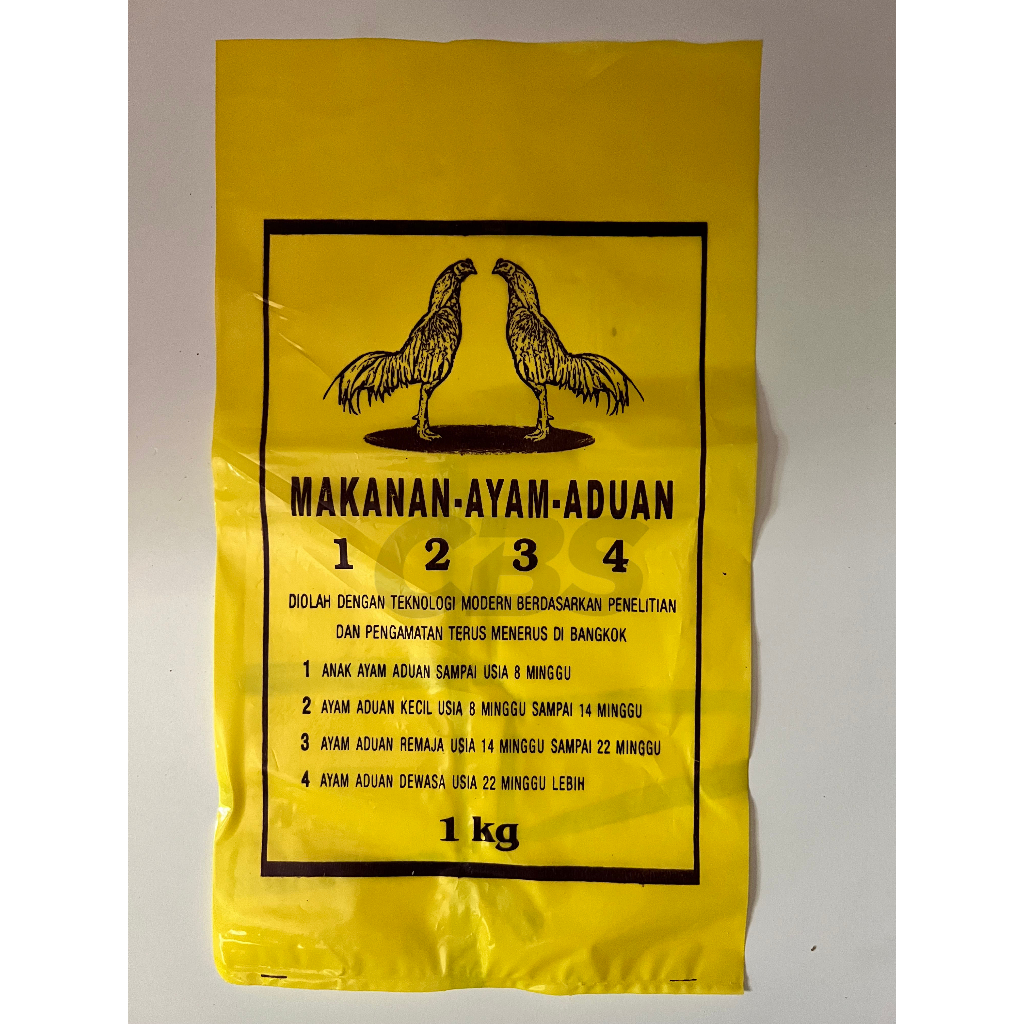 MAKANAN-AYAM-ADUAN
1 2 3 4
CBS
DIOLAH DENGAN TEKNOLOGI MODERN BERDASARKAN PENELITIAN
DAN PENGAMATAN TERUS MENERUS DI BANGKOK
1 ANAK AYAM ADUAN SAMPAI USIA 8 MINGGU
2 AYAM ADUAN KECIL USIA 8 MINGGU SAMPAI 14 MINGGU
3 AYAM ADUAN REMAJA USIA 14 MINGGU SAMPAI 22 MINGGU
4 AYAM ADUAN DEWASA USIA 22 MINGGU LEBIH
1 kg